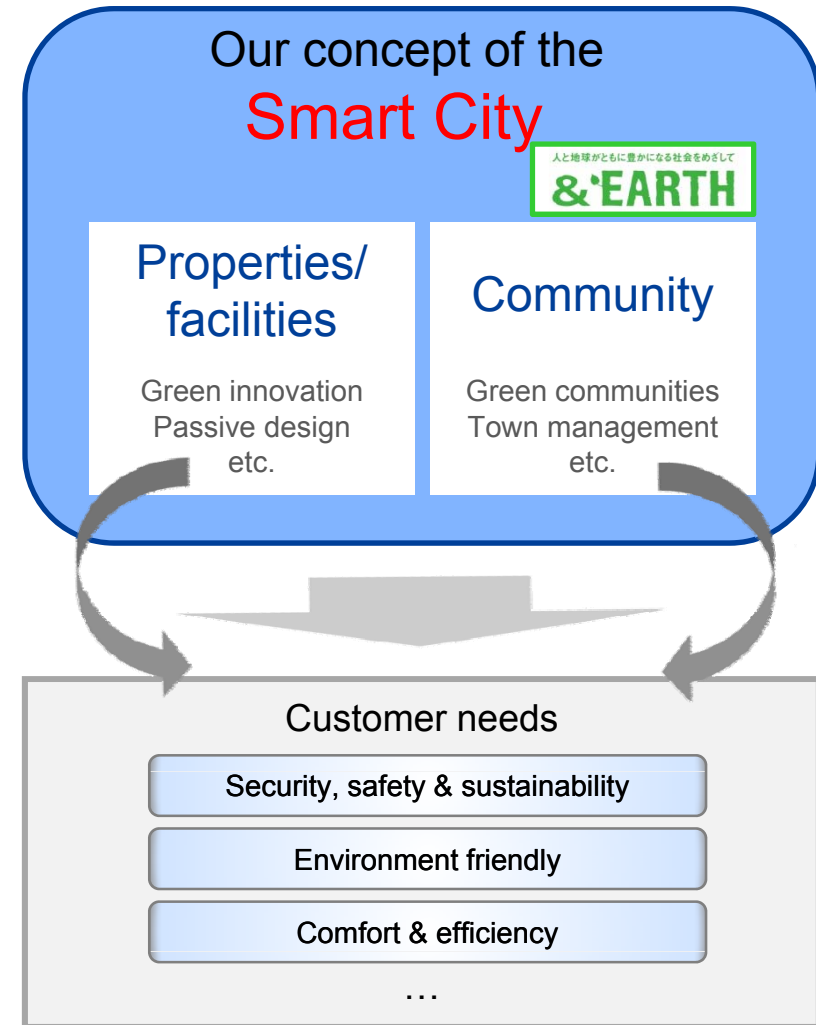 Our concept of the
Smart City
人と地球がともに豊かになる社会をめざして
&EARTH
Properties/
facilities
Green innovation
Passive design
etc.
Community
Green communities
Town management
etc.
Customer needs
Security, safety & sustainability
Environment friendly
Comfort & efficiency
…